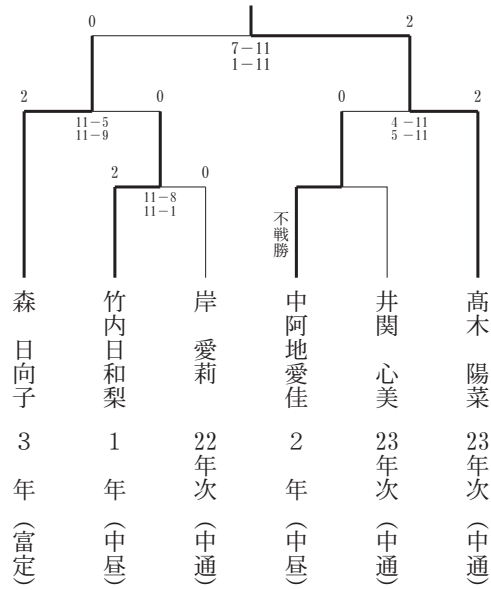 0
2
7－11
1－11
2
0
0
2
11－5
11－9
4－11
5－11
2
0
11－8
11－1
不戦勝
森 日向子 3 年 （富定）
竹内日和梨 1 年 （中昼）
岸 愛莉 22年次 （中通）
中阿地愛佳 2 年 （中昼）
井関 心美 23年次 （中通）
髙木 陽菜 23年次 （中通）